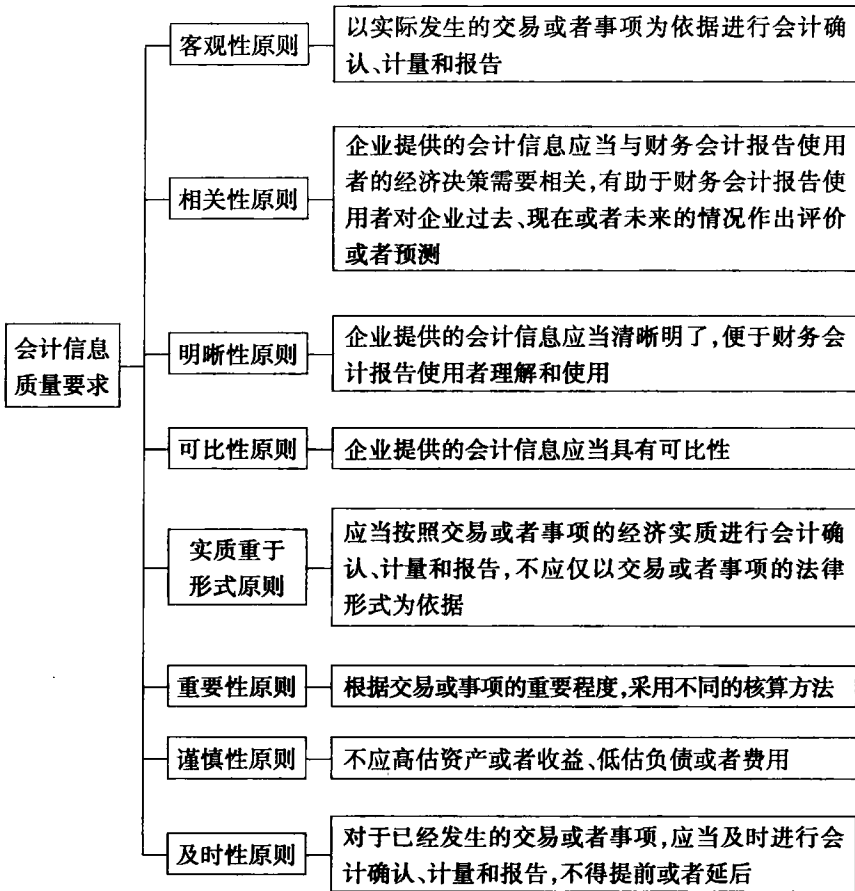 会计信息
质量要求
客观性原则
以实际发生的交易或者事项为依据进行会计确
认、计量和报告
相关性原则
企业提供的会计信息应当与财务会计报告使用
者的经济决策需要相关,有助于财务会计报告使
用者对企业过去、现在或者未来的情况作出评价
或者预测
明晰性原则
企业提供的会计信息应当清晰明了,便于财务会
计报告使用者理解和使用
可比性原则
企业提供的会计信息应当具有可比性
实质重于
形式原则
应当按照交易或者事项的经济实质进行会计确
认、计量和报告,不应仅以交易或者事项的法律
形式为依据
重要性原则
根据交易或事项的重要程度,采用不同的核算方法
谨慎性原则
不应高估资产或者收益、低估负债或者费用
及时性原则
对于已经发生的交易或者事项,应当及时进行会
计确认、计量和报告,不得提前或者延后